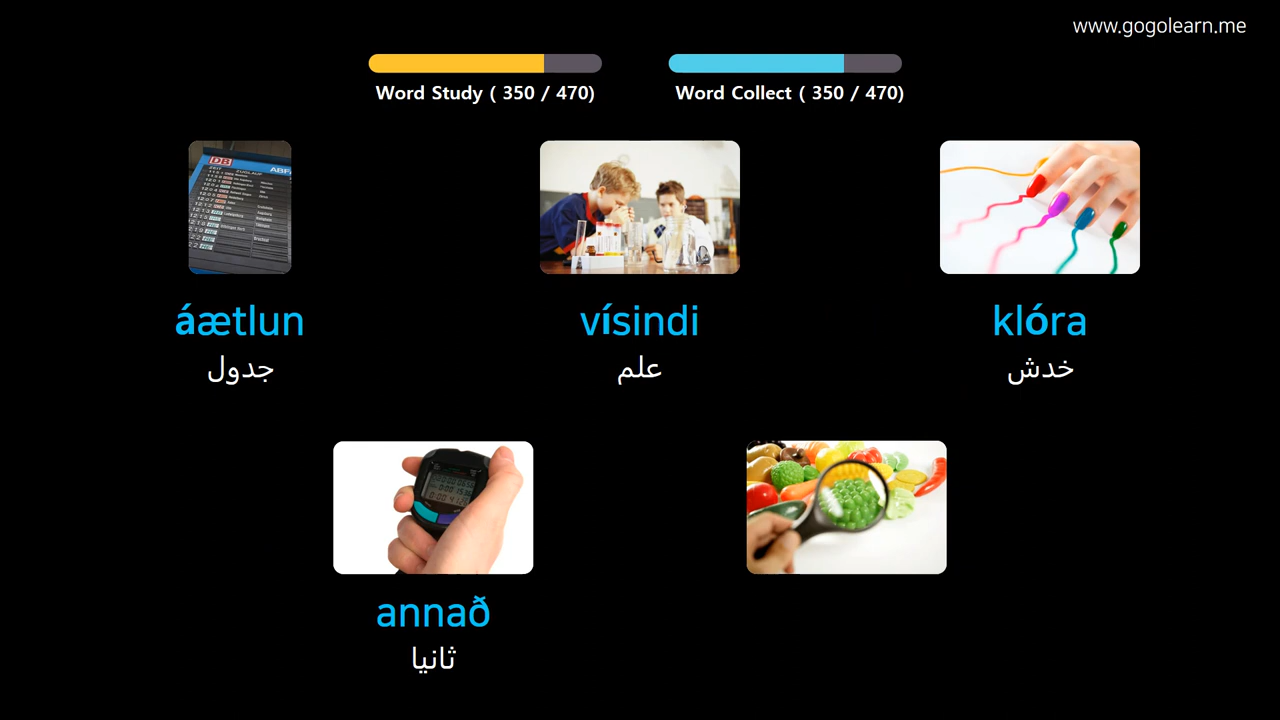 www.gogolearn.me
Word Study ( 350 / 470)
Word Collect ( 350 / 470)
DB
áætlun
جدول
vísindi
علم
klóra
خدش
annað
ثانيا